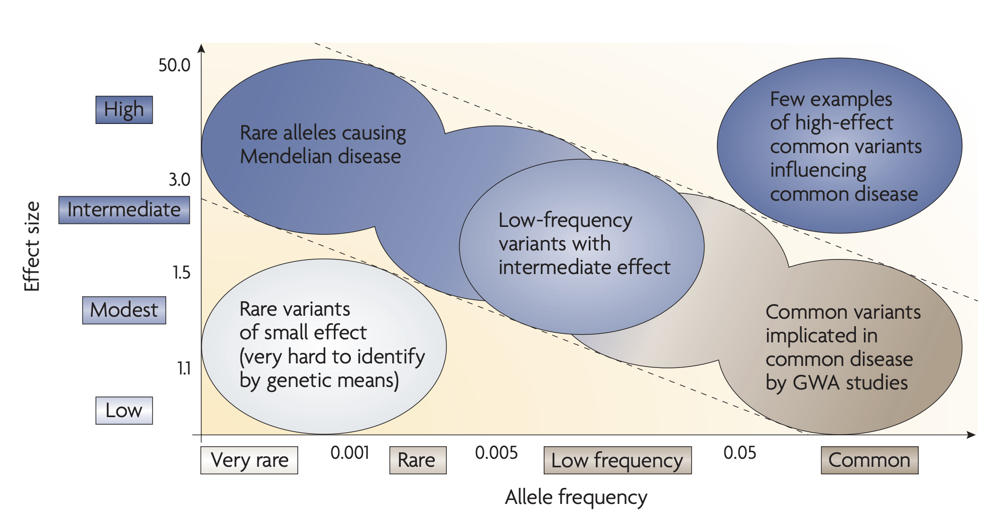 50.0
High
Few examples
of high-effect
common variants
influencing
common disease
Rare alleles causing
Mendelian disease
3.0
Intermediate
Effect size
Low-frequency
variants with
intermediate effect
1.5
Modest
Rare variants
of small effect
(very hard to identify
by genetic means)
Common variants
implicated in
common disease
by GWA studies
1.1
Low
Very rare
0.001
Rare
0.005
Low frequency
0.05
Common
Allele frequency